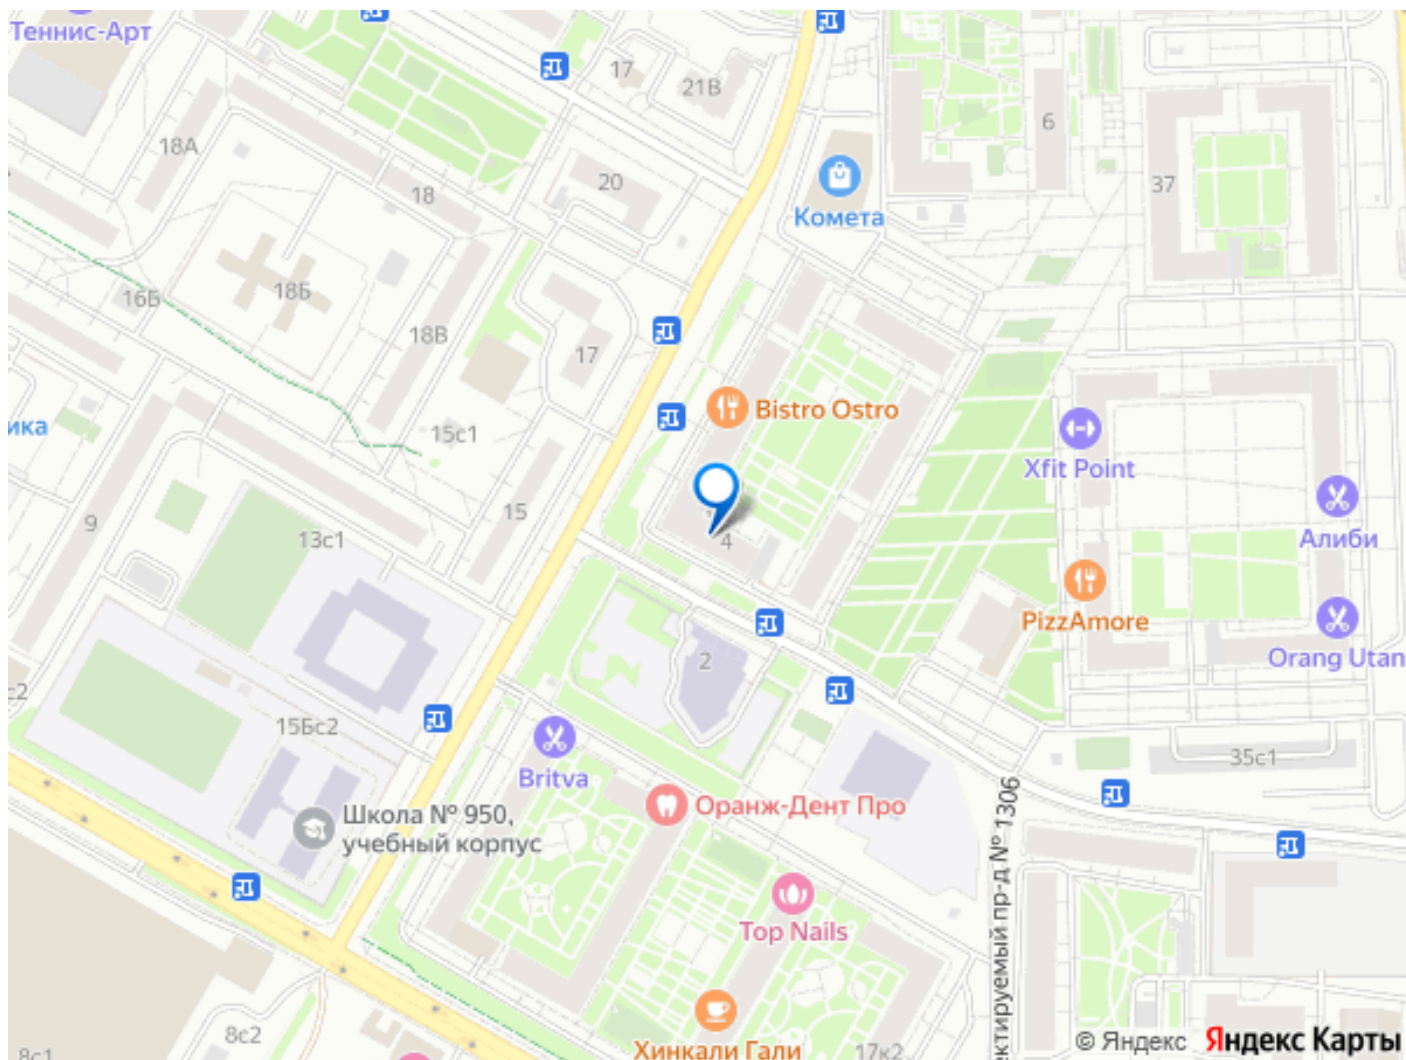 Теннис-Арт
17
21В
6
18А
18
20
Комета
37
16Б
18Б
18В
17
Bistro Ostro
ика
15с1
Xfit Point
9
13с1
15
4
Алиби
PizzAmore
2
Orang Utan
с2
15Бс2
Britva
35с1
Школа № 950,
учебный корпус
Оранж-Дент Про
ектируемый пр-д № 1306
Top Nails
8с2
8с1
Хинкали Гали
17к2
© Яндекс Яндекс Карты